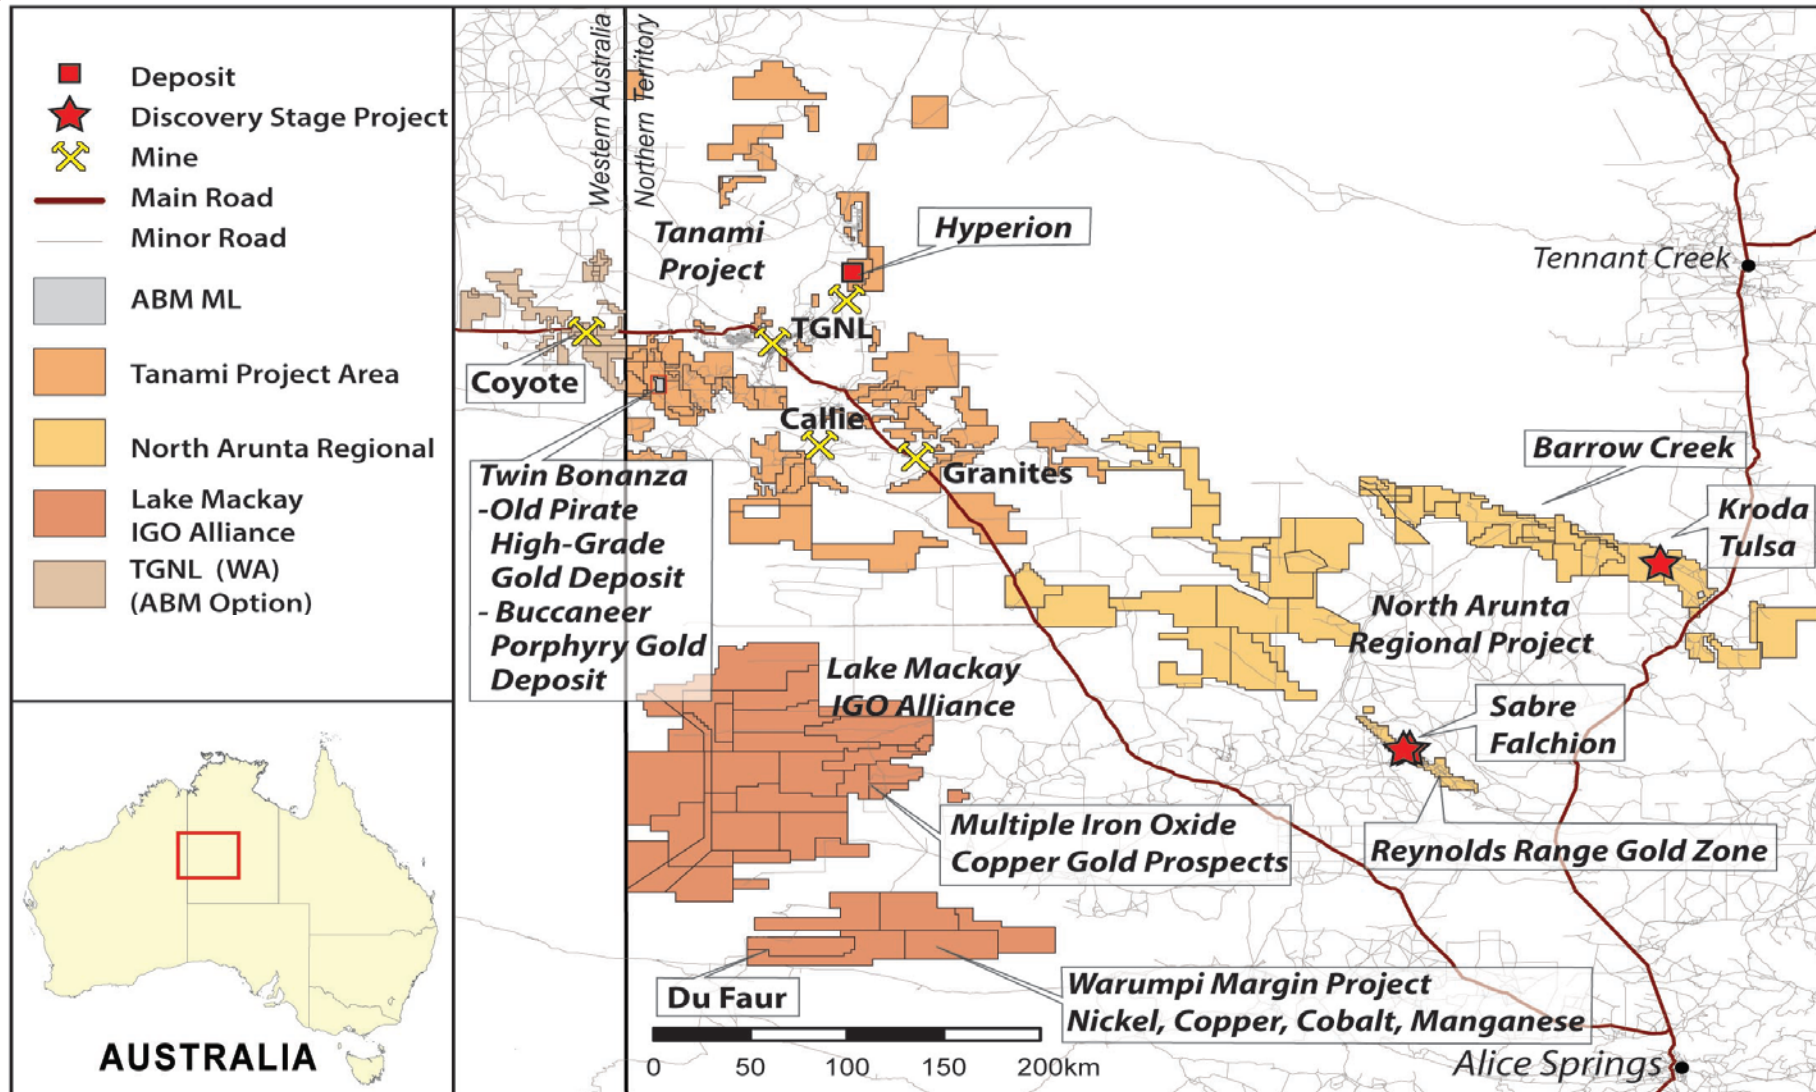 Deposit
Discovery Stage Project
Mine
Main Road
Minor Road
ABM ML
Tanami Project Area
North Arunta Regional
Lake Mackay
IGO Alliance
TGNL (WA)
(ABM Option)
AUSTRALIA
Western Australia
Northern Territory
Tanami
Project
Hyperion
TGNL
Coyote
Callie
Granites
Twin Bonanza
-Old Pirate
High-Grade
Gold Deposit
- Buccaneer
Porphyry Gold
Deposit
Tennant Creek
Barrow Creek
Kroda
Tulsa
North Arunta
Regional Project
Lake Mackay
IGO Alliance
Sabre
Falchion
Multiple Iron Oxide
Copper Gold Prospects
Reynolds Range Gold Zone
Du Faur
Warumpi Margin Project
Nickel, Copper, Cobalt, Manganese
0 50 100 150 200km
Alice Springs